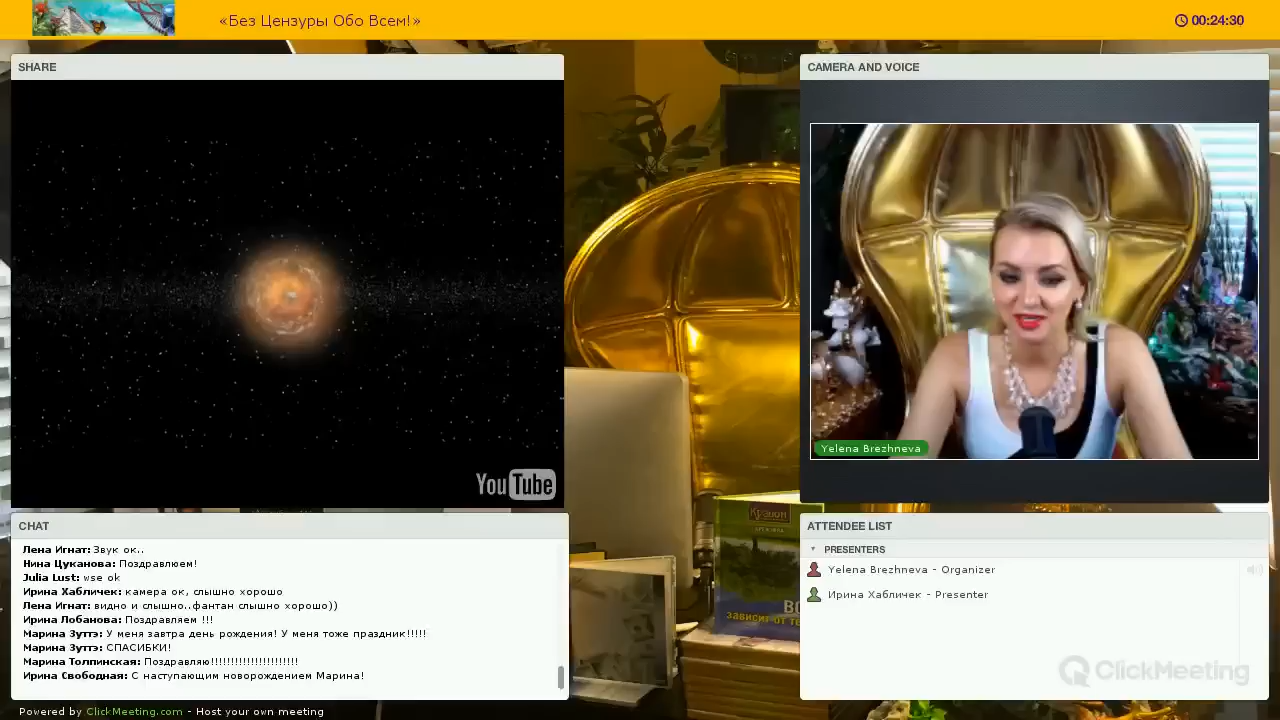 «Без Цензуры Обо Всем!»
00:24:30
SHARE
CAMERA AND VOICE
YouTube
Yelena Brezhneva
CHAT
Лена Игнат: Звук ок..
Нина Цуканова: Поздравлюем!
Julia Lust: wse ok
Ирина Хабличек: камера ок, слышно хорошо
Лена Игнат: видно и слышно..фантан слышно хорошо))
Ирина Лобанова: Поздравляем !!!
Марина Зуттэ: У меня завтра день рождения! У меня тоже праздник!!!!!
Марина Зуттэ: СПАСИБКИ!
Марина Толпинская: Поздравляю!!!!!!!!!!!!!!!!!!!!!!
Ирина Свободная: С наступающим новорождением Марина!
ATTENDEE LIST
PRESENTERS
Yelena Brezhneva - Organizer
Ирина Хабличек - Presenter
Крайон
зависит от
ClickMeeting
Powered by ClickMeeting.com - Host your own meeting